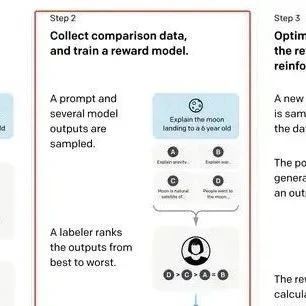 Step 2
Collect comparison data,
and train a reward model.
A prompt and
several model
outputs are
sampled.
Explain the moon
landing to a 6 year old
A
B
Explain gravity...
Explain war...
C
D
Moon is natural
satellite of...
People went to
the moon...
A labeler ranks
the outputs from
best to worst.
D > C > A = B
Step 3
Optim
the re
reinfo
A new
is sam
the da
The po
genera
an out
The re
calcula